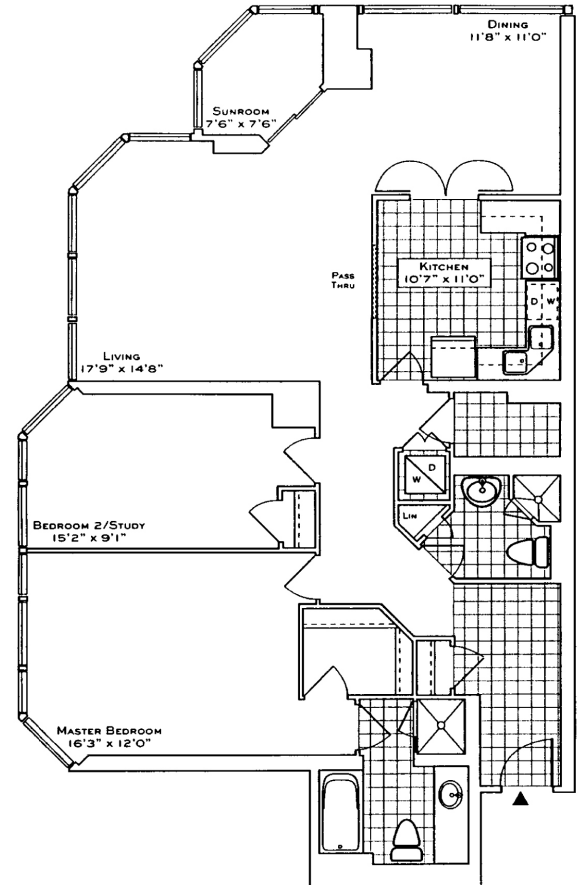 DINING
11'8" x 11'0"
SUNROOM
7'6" x 7'6"
KITCHEN
10'7" x 11'0"
PASS
THRU
D W
LIVING
17'9" x 14'8"
D
W
LIN
BEDROOM 2/STUDY
15'2" x 9'1"
MASTER BEDROOM
16'3" x 12'0"